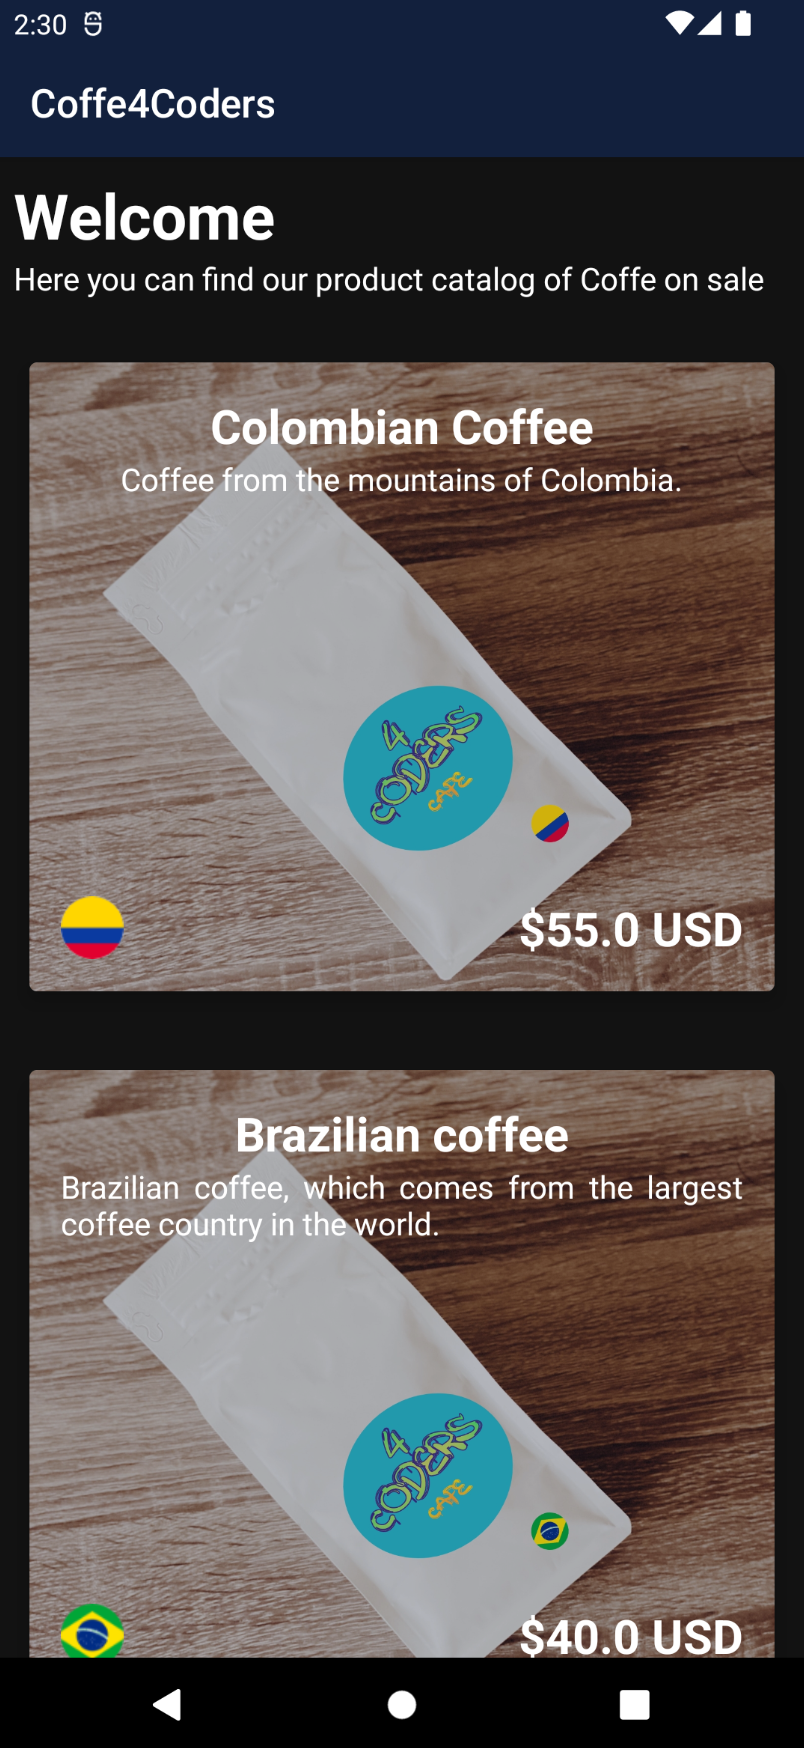 2:30
Coffe4Coders
Welcome
Here you can find our product catalog of Coffe on sale
Colombian Coffee
Coffee from the mountains of Colombia.
4
CODERS
CAFE
$55.0 USD
Brazilian coffee
Brazilian coffee, which comes from the largest
coffee country in the world.
4
CODERS
CAFE
$40.0 USD